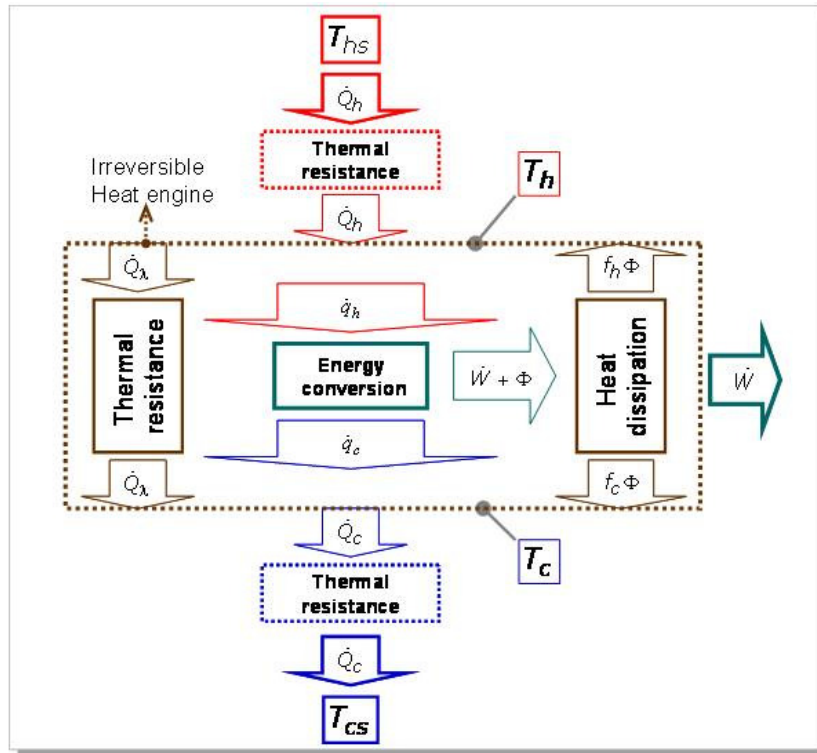 T_hs
Q̇_h
Thermal
resistance
Irreversible
Heat engine
T_h
Q̇_h
Q̇_λ
f_h Φ
q̇_h
Thermal
resistance
Energy
conversion
Ẇ + Φ
Heat
dissipation
Ẇ
q̇_c
Q̇_λ
f_c Φ
Q̇_c
T_c
Thermal
resistance
Q̇_c
T_cs